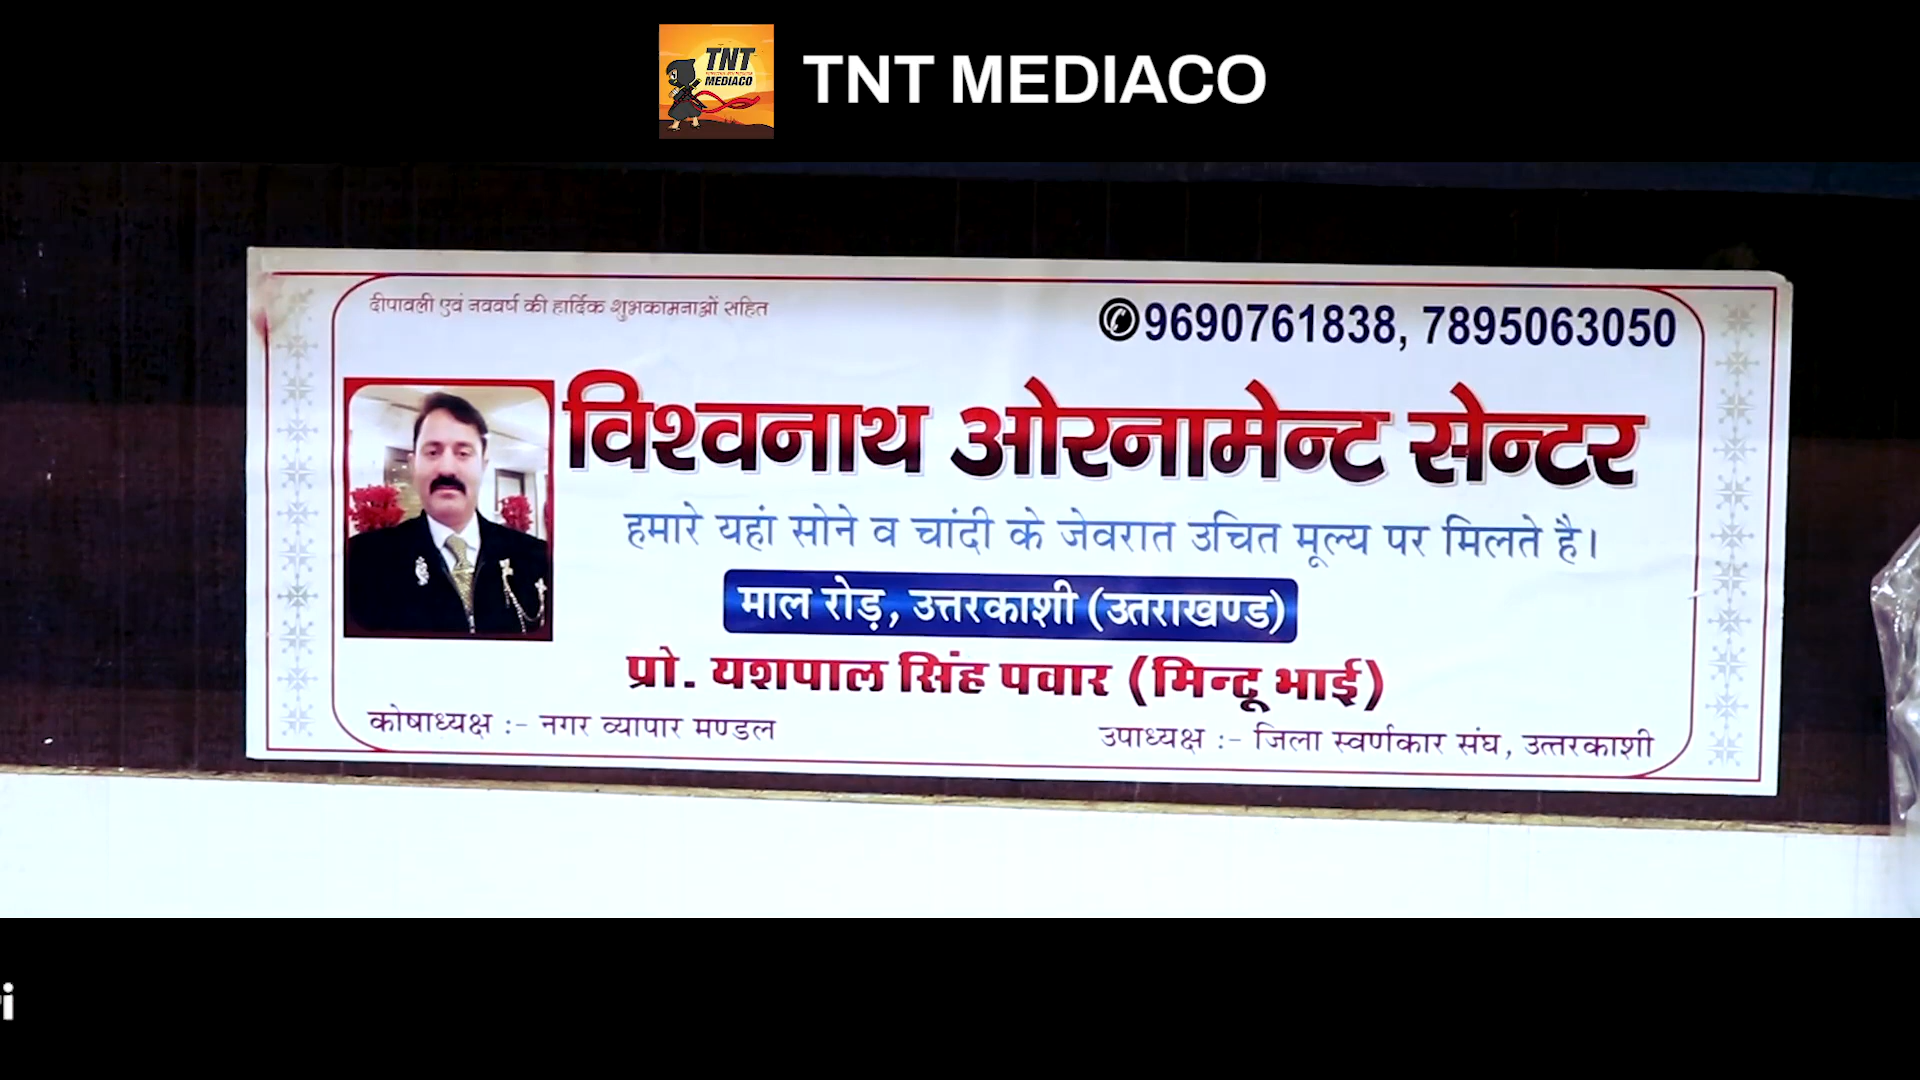 TNT
MEDIACO
TNT MEDIACO
दीपावली एवं नववर्ष की हार्दिक शुभकामनाओं सहित
9690761838, 7895063050
विश्वनाथ ओरनामेन्ट सेन्टर
हमारे यहां सोने व चांदी के जेवरात उचित मूल्य पर मिलते है।
माल रोड़, उत्तरकाशी (उतराखण्ड)
प्रो. यशपाल सिंह पवार (मिन्टू भाई)
कोषाध्यक्ष :- नगर व्यापार मण्डल
उपाध्यक्ष :- जिला स्वर्णकार संघ, उत्तरकाशी